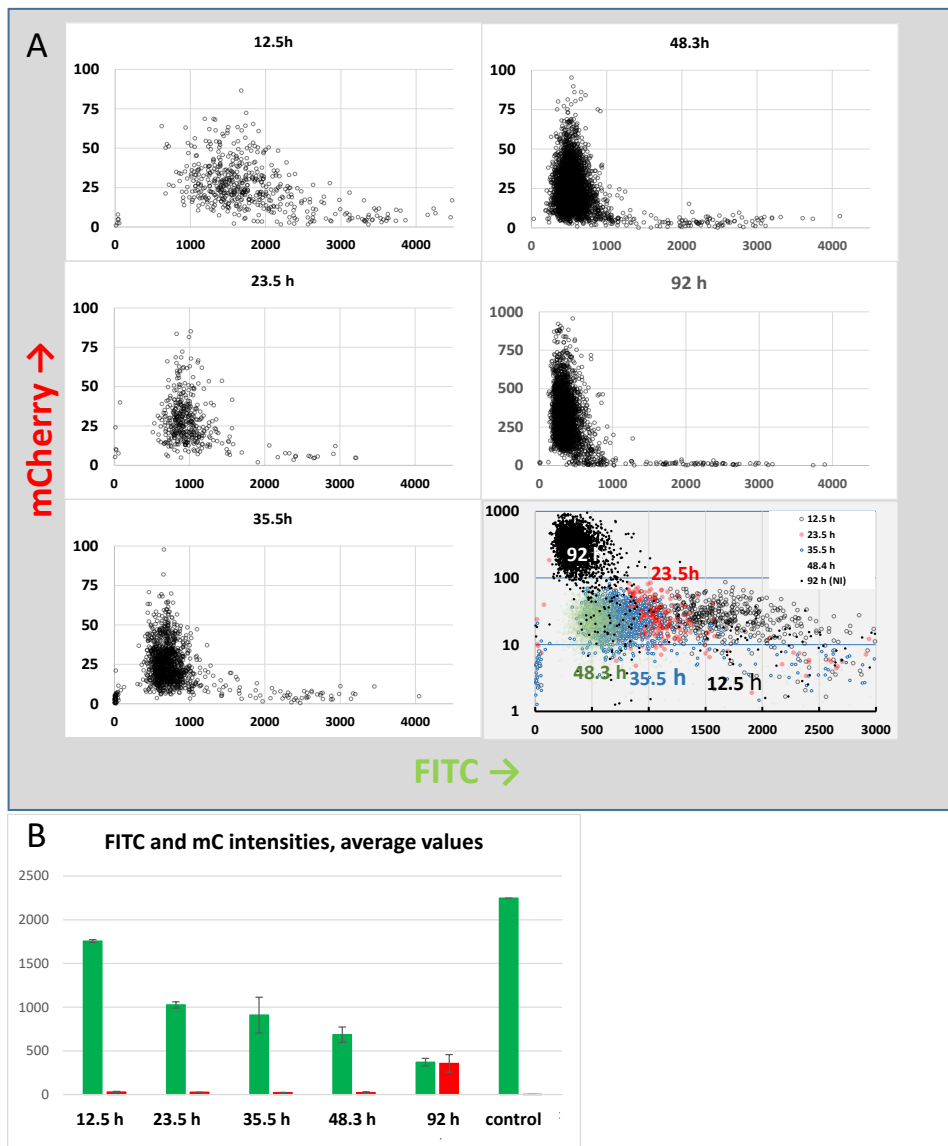 A
12.5h
100
75
50
25
0
0 1000 2000 3000 4000
48.3h
100
75
50
25
0
0 1000 2000 3000 4000
23.5 h
100
75
50
25
0
0 1000 2000 3000 4000
92 h
1000
750
500
250
0
0 1000 2000 3000 4000
35.5h
100
75
50
25
0
0 1000 2000 3000 4000
1000
100
10
1
0 500 1000 1500 2000 2500 3000
12.5 h
23.5 h
35.5 h
48.4 h
92 h (NI)
92
23.5h
48.3 h
35.5 h
12.5 h
mCherry →
FITC →
B
FITC and mC intensities, average values
2500
2000
1500
1000
500
0
12.5 h 23.5 h 35.5 h 48.3 h 92 h control